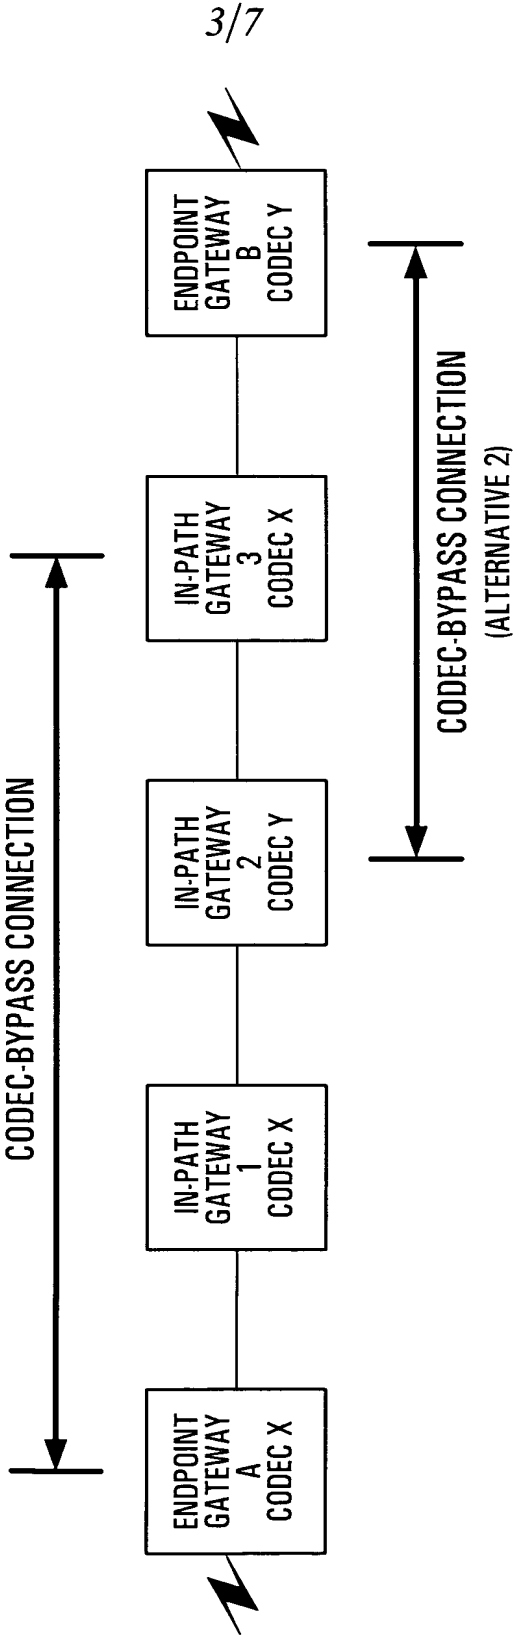 3/7
CODEC-BYPASS CONNECTION
ENDPOINT
GATEWAY
A
CODEC X
IN-PATH
GATEWAY
1
CODEC X
IN-PATH
GATEWAY
2
CODEC Y
IN-PATH
GATEWAY
3
CODEC X
ENDPOINT
GATEWAY
B
CODEC Y
CODEC-BYPASS CONNECTION
(ALTERNATIVE 2)